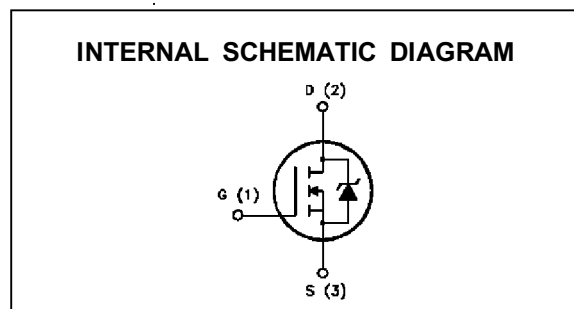 INTERNAL SCHEMATIC DIAGRAM
D (2)
G (1)
S (3)